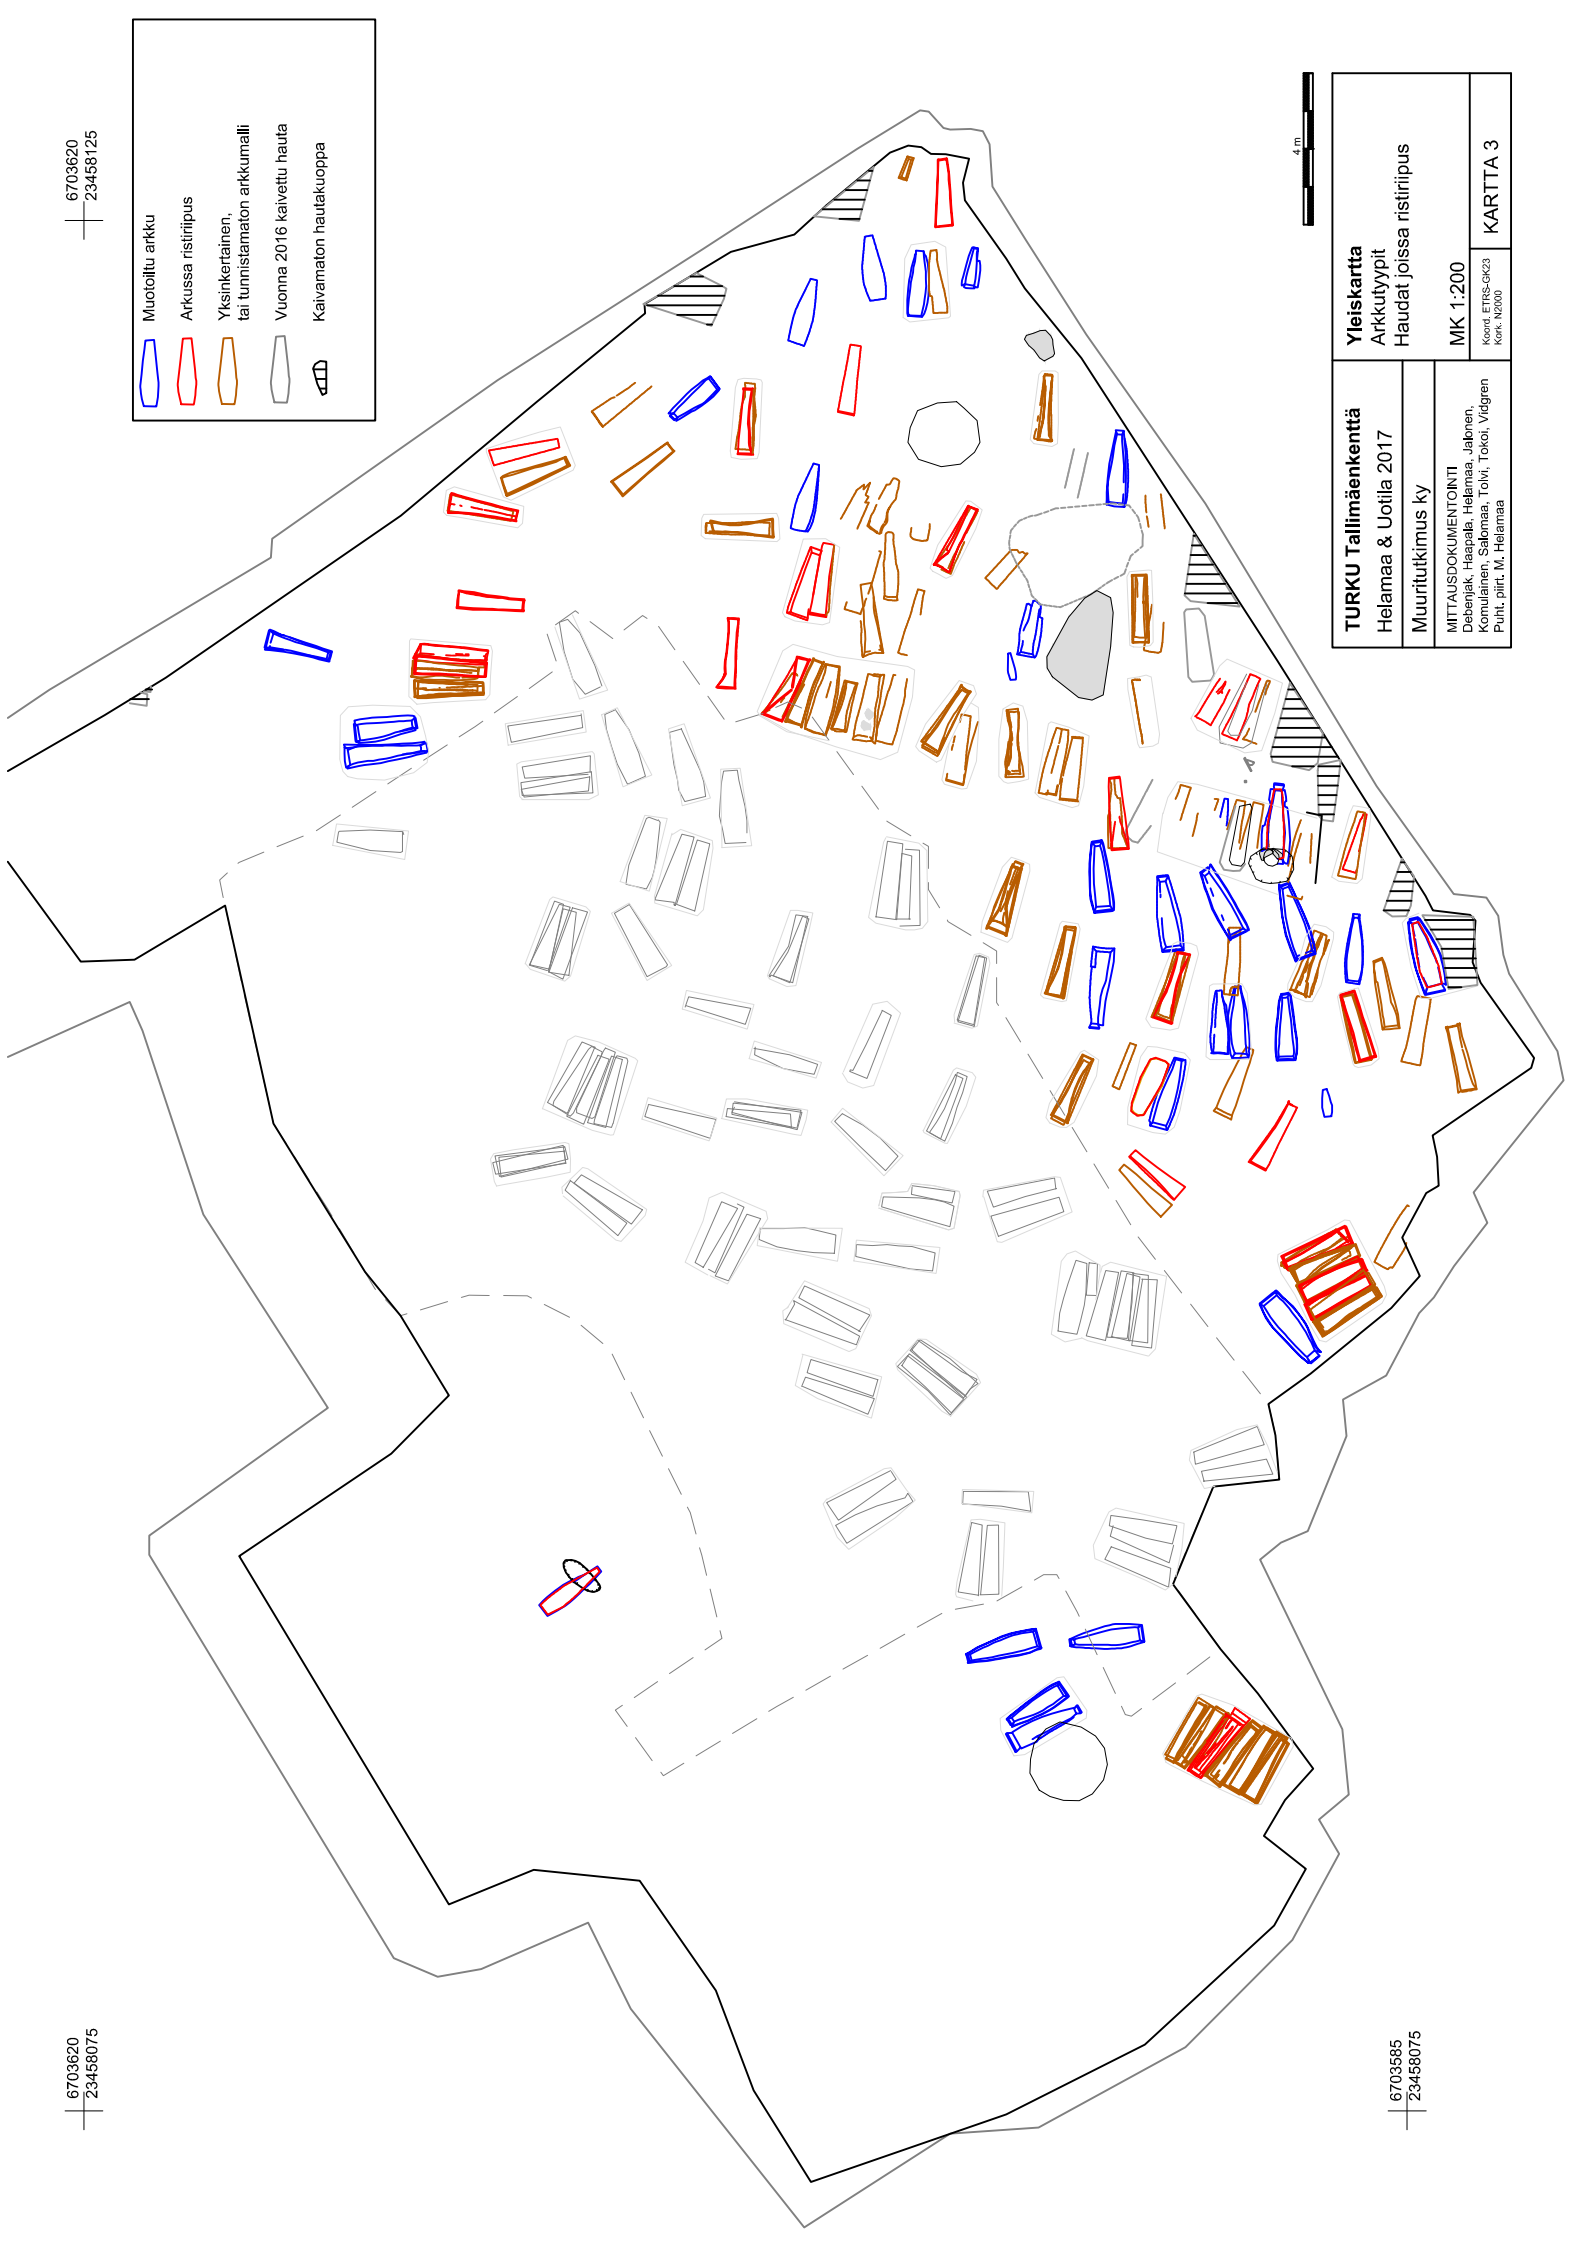 6703620
23458125
Muotoiltu arkku
Arkussa ristiriipus
Yksinkertainen,
tai tunnistamaton arkkumalli
Vuonna 2016 kaivettu hauta
Kaivamaton hautakuoppa
4 m
TURKU Tallimäenkenttä
Helamaa & Uotila 2017
Muuritutkimus ky
MITTAUSDOKUMENTOINTI
Debenjak, Haapala, Helamaa, Jalonen,
Komulainen, Salomaa, Tolvi, Tokoi, Vidgren
Puht. piirt. M. Helamaa
Yleiskartta
Arkkutyypit
Haudat joissa ristiriipus
MK 1:200
Koord. ETRS-GK23
Kork. N2000
KARTTA 3
6703620
23458075
6703585
23458075